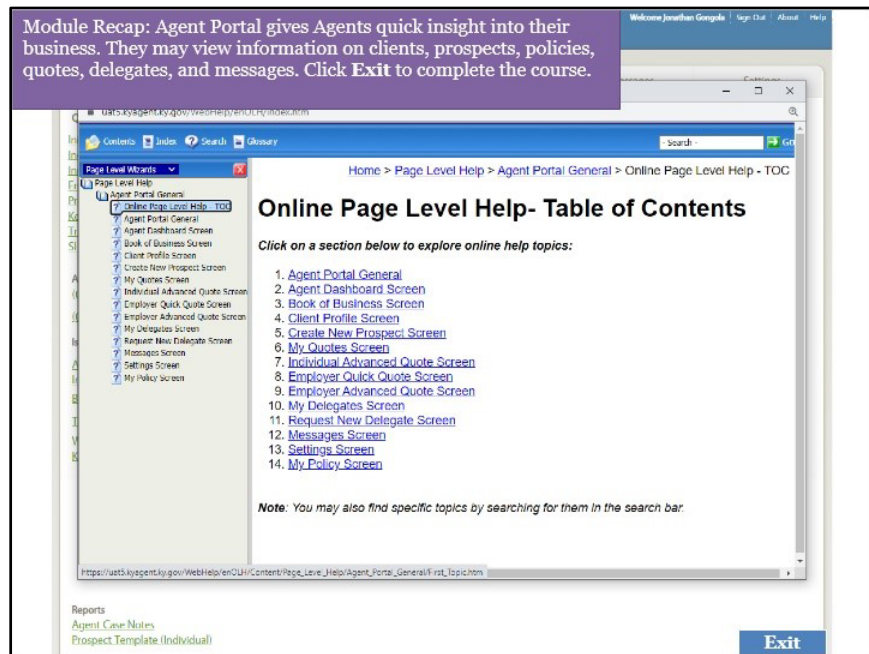 Module Recap: Agent Portal gives Agents quick insight into their
business. They may view information on clients, prospects, policies,
quotes, delegates, and messages. Click Exit to complete the course.
Welcome Jonathan Gongola | Sign Out | About Help
uat5.kyagent.ky.gov/WebHelp/enOLH/index.htm
Contents Index Search Glossary
- Search -
Go
Page Level Wizards
Home > Page Level Help > Agent Portal General > Online Page Level Help - TOC
Page Level Help
Agent Portal General
Online Page Level Help - TOC
Agent Portal General
Agent Dashboard Screen
Book of Business Screen
Client Profile Screen
Create New Prospect Screen
My Quotes Screen
Individual Advanced Quote Screen
Employer Quick Quote Screen
Employer Advanced Quote Screen
My Delegates Screen
Request New Delegate Screen
Messages Screen
Settings Screen
My Policy Screen
Online Page Level Help- Table of Contents
Click on a section below to explore online help topics:
1. Agent Portal General
2. Agent Dashboard Screen
3. Book of Business Screen
4. Client Profile Screen
5. Create New Prospect Screen
6. My Quotes Screen
7. Individual Advanced Quote Screen
8. Employer Quick Quote Screen
9. Employer Advanced Quote Screen
10. My Delegates Screen
11. Request New Delegate Screen
12. Messages Screen
13. Settings Screen
14. My Policy Screen
Note: You may also find specific topics by searching for them in the search bar.
https://uat5.kyagent.ky.gov/WebHelp/enOLH/Content/Page_Level_Help/Agent_Portal_General/First_Topic.htm
Reports
Agent Case Notes
Prospect Template (Individual)
Exit